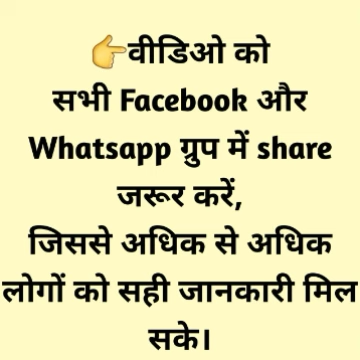 👉वीडिओ को
सभी Facebook और
Whatsapp ग्रुप में share
जरूर करें,
जिससे अधिक से अधिक
लोगों को सही जानकारी मिल
सके।